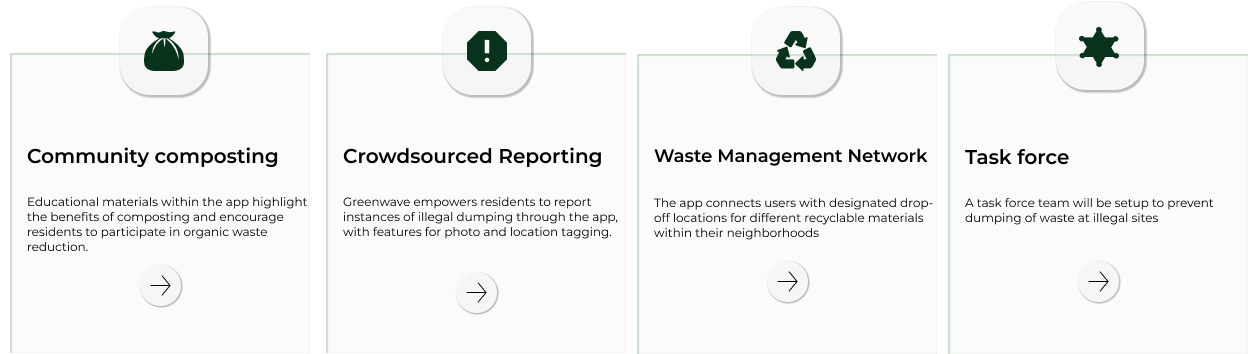 Community composting
Educational materials within the app highlight
the benefits of composting and encourage
residents to participate in organic waste
reduction.
Crowdsourced Reporting
Greenwave empowers residents to report
instances of illegal dumping through the app,
with features for photo and location tagging.
Waste Management Network
The app connects users with designated drop-
off locations for different recyclable materials
within their neighborhoods
Task force
A task force team will be setup to prevent
dumping of waste at illegal sites